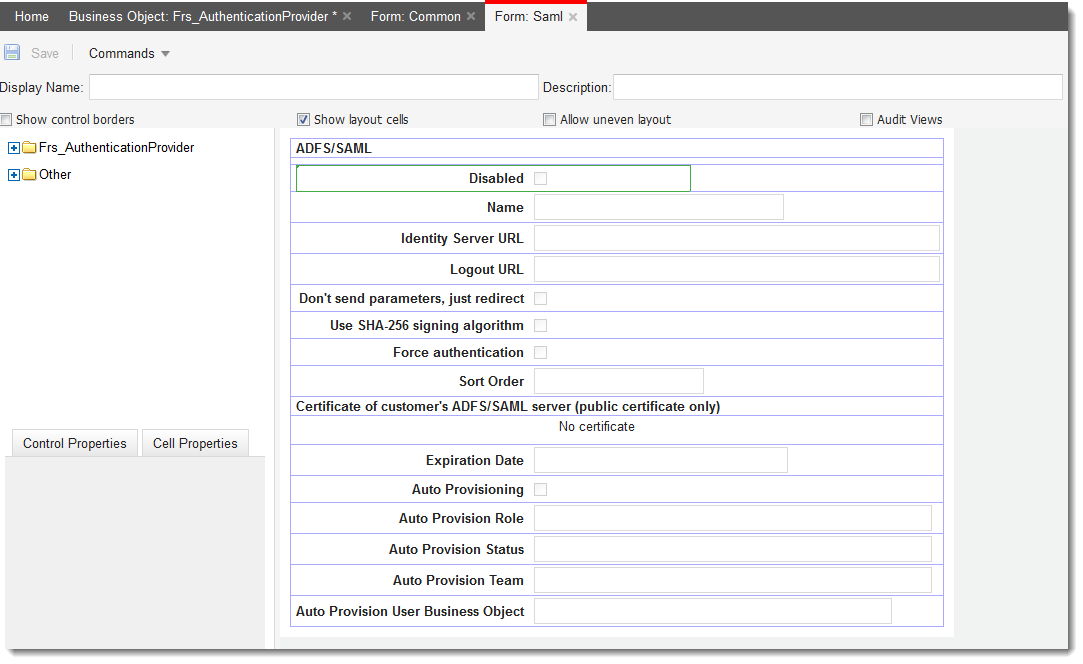 Home Business Object: Frs_AuthenticationProvider * Form: Common Form: Saml
Save Commands
Display Name: Description:
Show control borders Show layout cells Allow uneven layout Audit Views
Frs_AuthenticationProvider
Other
Control Properties Cell Properties
ADFS/SAML
Disabled
Name
Identity Server URL
Logout URL
Don't send parameters, just redirect
Use SHA-256 signing algorithm
Force authentication
Sort Order
Certificate of customer's ADFS/SAML server (public certificate only)
No certificate
Expiration Date
Auto Provisioning
Auto Provision Role
Auto Provision Status
Auto Provision Team
Auto Provision User Business Object